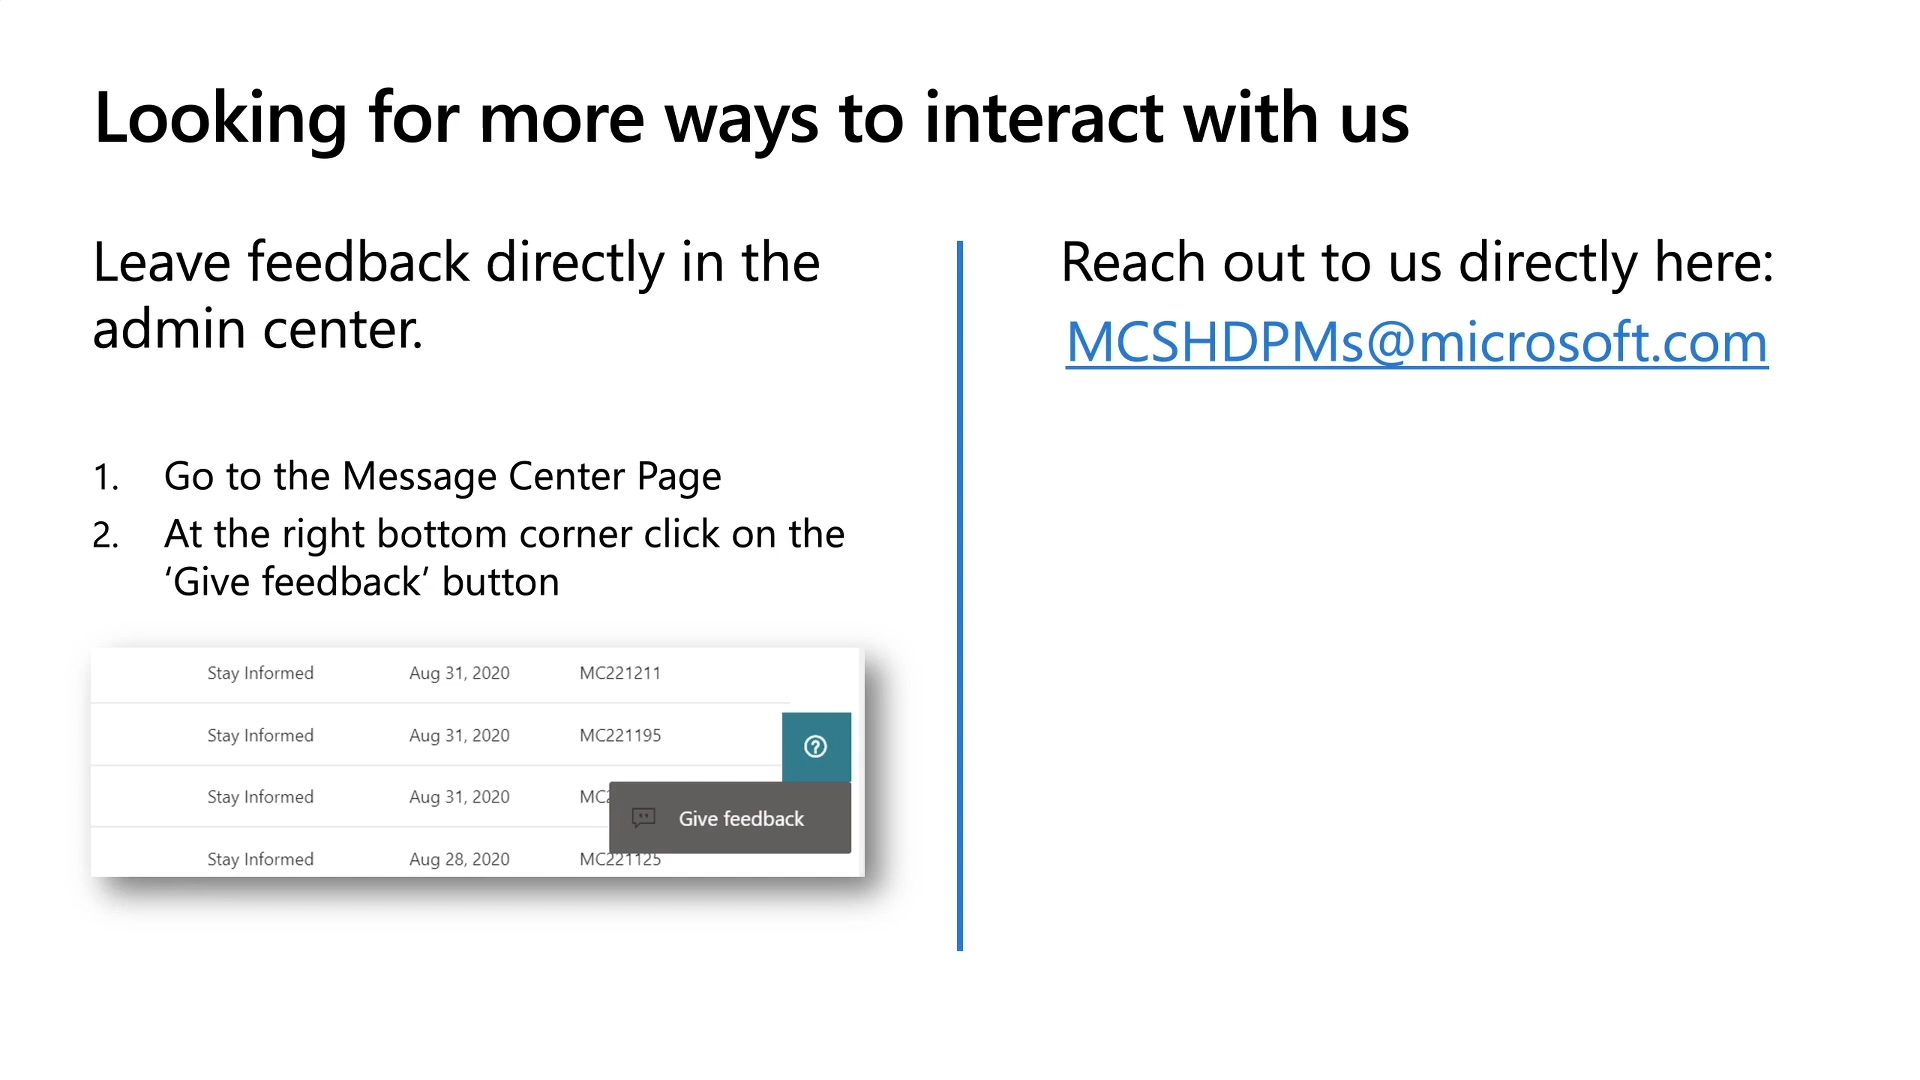 Looking for more ways to interact with us
Leave feedback directly in the
admin center.
1. Go to the Message Center Page
2. At the right bottom corner click on the
‘Give feedback’ button
Stay Informed Aug 31, 2020 MC221211
Stay Informed Aug 31, 2020 MC221195
Stay Informed Aug 31, 2020
Give feedback
Stay Informed Aug 28, 2020 MC221125
Reach out to us directly here:
MCSHDPMs@microsoft.com